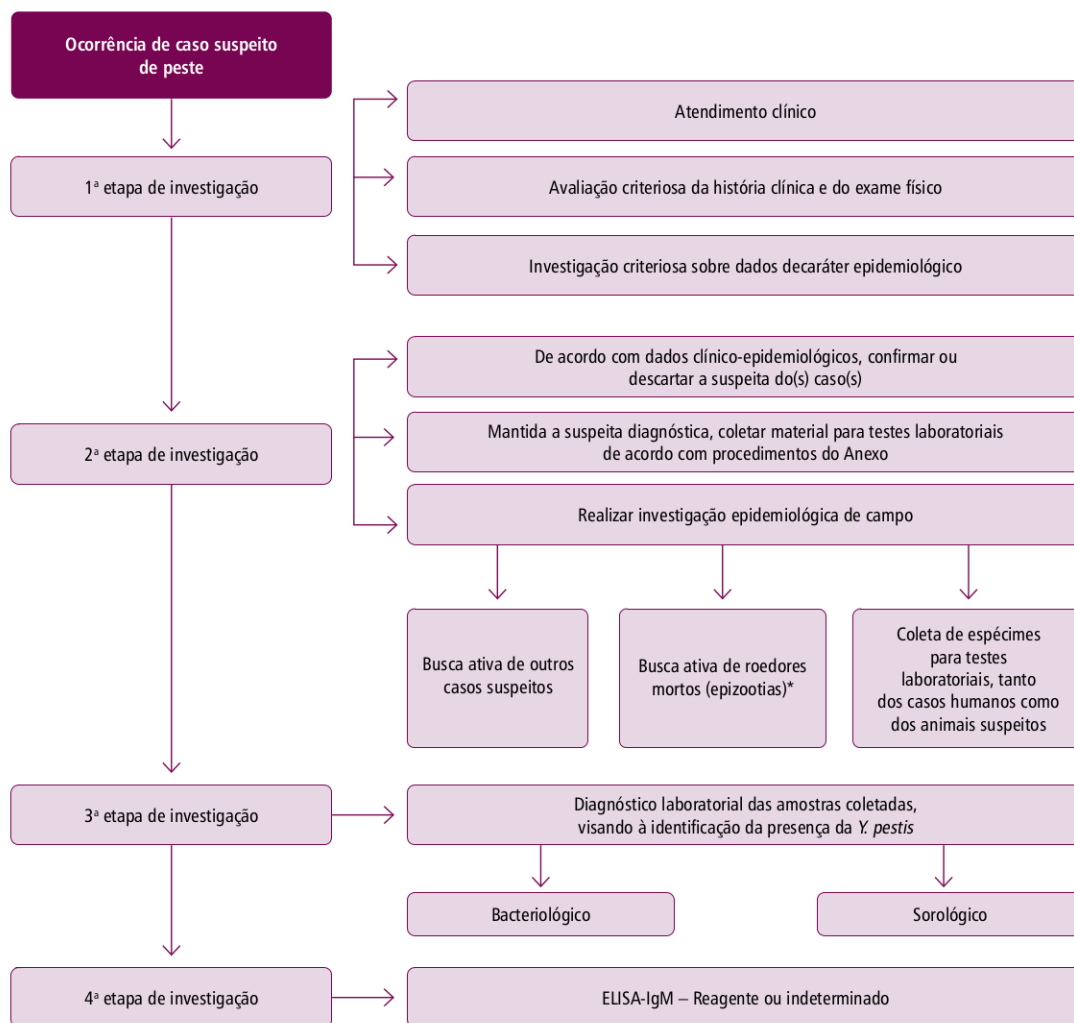 Ocorrência de caso suspeito
de peste
1ª etapa de investigação
Atendimento clínico
Avaliação criteriosa da história clínica e do exame físico
Investigação criteriosa sobre dados decaráter epidemiológico
2ª etapa de investigação
De acordo com dados clínico-epidemiológicos, confirmar ou
descartar a suspeita do(s) caso(s)
Mantida a suspeita diagnóstica, coletar material para testes laboratoriais
de acordo com procedimentos do Anexo
Realizar investigação epidemiológica de campo
Busca ativa de outros
casos suspeitos
Busca ativa de roedores
mortos (epizootias)*
Coleta de espécimes
para testes
laboratoriais, tanto
dos casos humanos como
dos animais suspeitos
3ª etapa de investigação
Diagnóstico laboratorial das amostras coletadas,
visando à identificação da presença da Y. pestis
Bacteriológico
Sorológico
4ª etapa de investigação
ELISA-IgM – Reagente ou indeterminado